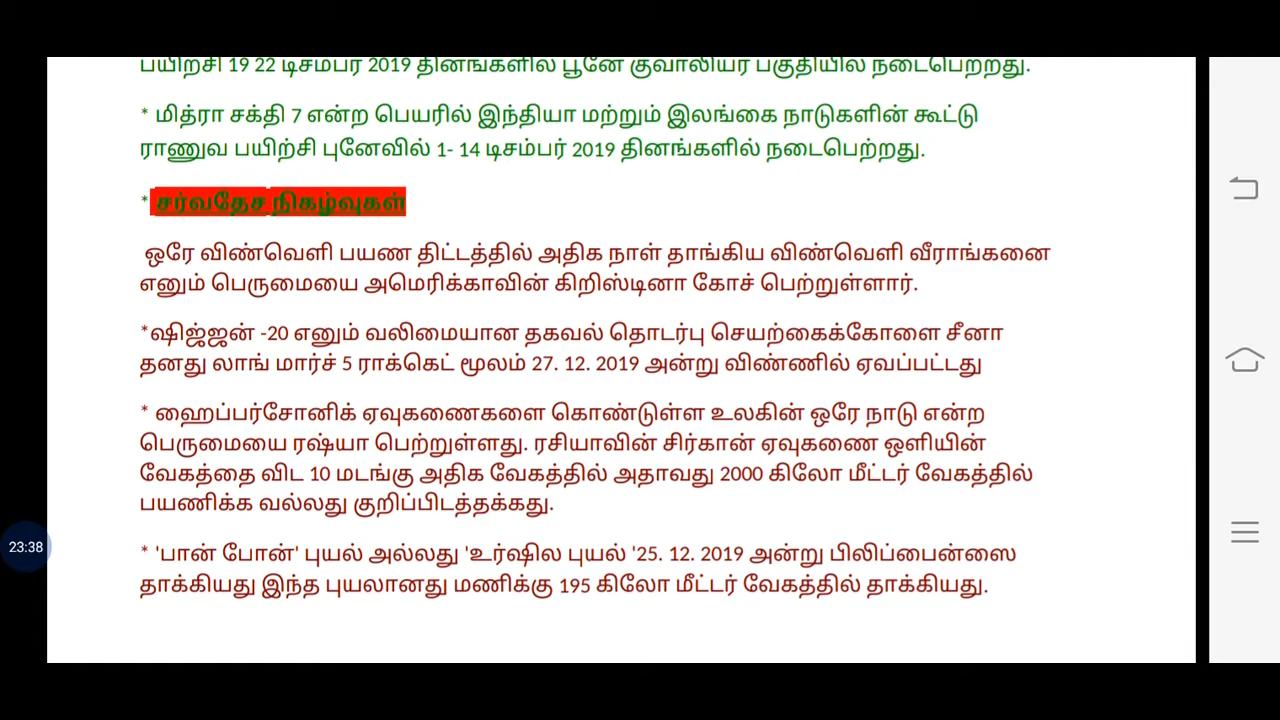 பயிற்சி 19 22 டிசம்பர் 2019 தினங்களில் பூனே குவாலியர் பகுதியில் நடைபெற்றது.
* மித்ரா சக்தி 7 என்ற பெயரில் இந்தியா மற்றும் இலங்கை நாடுகளின் கூட்டு
ராணுவ பயிற்சி புனேவில் 1- 14 டிசம்பர் 2019 தினங்களில் நடைபெற்றது.
* சர்வதேச நிகழ்வுகள்
ஒரே விண்வெளி பயண திட்டத்தில் அதிக நாள் தாங்கிய விண்வெளி வீராங்கனை
எனும் பெருமையை அமெரிக்காவின் கிறிஸ்டினா கோச் பெற்றுள்ளார்.
*ஷிஜ்ஜன் -20 எனும் வலிமையான தகவல் தொடர்பு செயற்கைக்கோளை சீனா
தனது லாங் மார்ச் 5 ராக்கெட் மூலம் 27. 12. 2019 அன்று விண்ணில் ஏவப்பட்டது
* ஹைப்பர்சோனிக் ஏவுகணைகளை கொண்டுள்ள உலகின் ஒரே நாடு என்ற
பெருமையை ரஷ்யா பெற்றுள்ளது. ரசியாவின் சிர்கான் ஏவுகணை ஒளியின்
வேகத்தை விட 10 மடங்கு அதிக வேகத்தில் அதாவது 2000 கிலோ மீட்டர் வேகத்தில்
பயணிக்க வல்லது குறிப்பிடத்தக்கது.
23:38
* 'பான் போன்' புயல் அல்லது 'உர்ஷில புயல் '25. 12. 2019 அன்று பிலிப்பைன்ஸை
தாக்கியது இந்த புயலானது மணிக்கு 195 கிலோ மீட்டர் வேகத்தில் தாக்கியது.